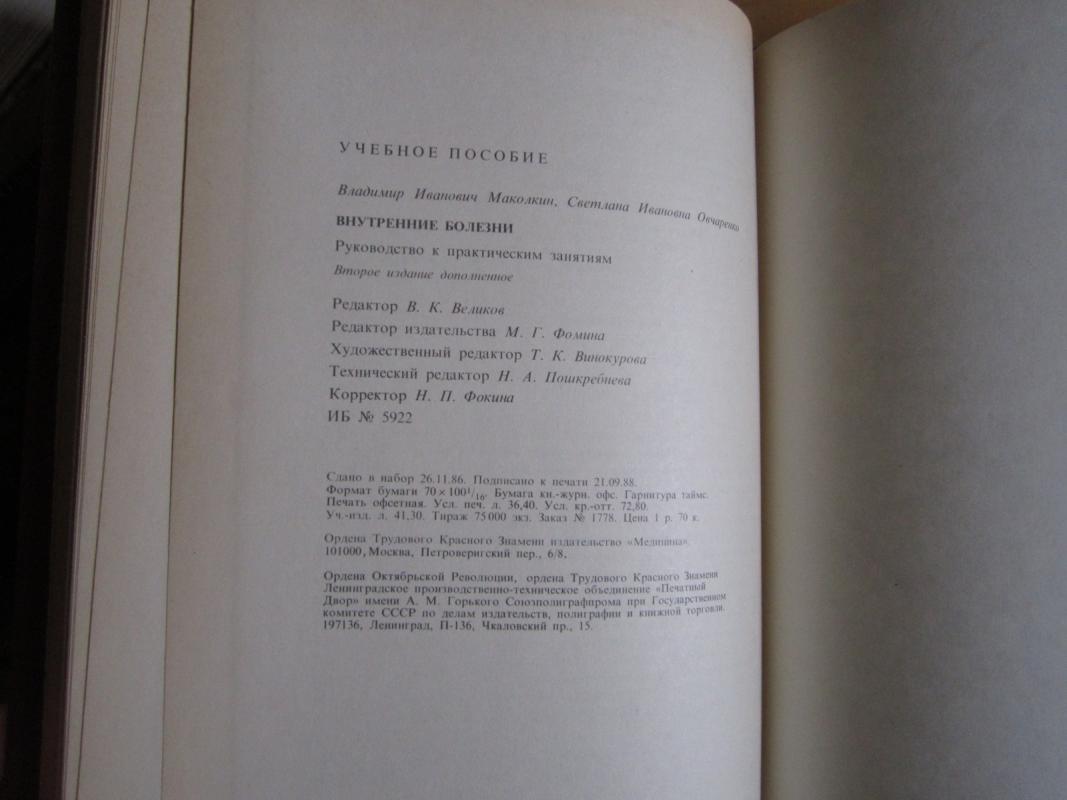 УЧЕБНОЕ ПОСОБИЕ
Владимир Иванович Маколкин, Светлана Ивановна Овчаренко
ВНУТРЕННИЕ БОЛЕЗНИ
Руководство к практическим занятиям
Второе издание дополненное
Редактор В. К. Великов
Редактор издательства М. Г. Фомина
Художественный редактор Т. К. Винокурова
Технический редактор Н. А. Пошкребнева
Корректор Н. П. Фокина
ИБ № 5922
Сдано в набор 26.11.86. Подписано к печати 21.09.88.
Формат бумаги 70×100¹/₁₆. Бумага кн.-журн. офс. Гарнитура таймс.
Печать офсетная. Усл. печ. л. 36,40. Усл. кр.-отт. 72,80.
Уч.-изд. л. 41,30. Тираж 75000 экз. Заказ № 1778. Цена 1 р. 70 к.
Ордена Трудового Красного Знамени издательство «Медицина»,
101000, Москва, Петроверигский пер., 6/8.
Ордена Октябрьской Революции, ордена Трудового Красного Знамени
Ленинградское производственно-техническое объединение «Печатный
Двор» имени А. М. Горького Союзполиграфпрома при Государственном
комитете СССР по делам издательств, полиграфии и книжной торговли.
197136, Ленинград, П-136, Чкаловский пр., 15.